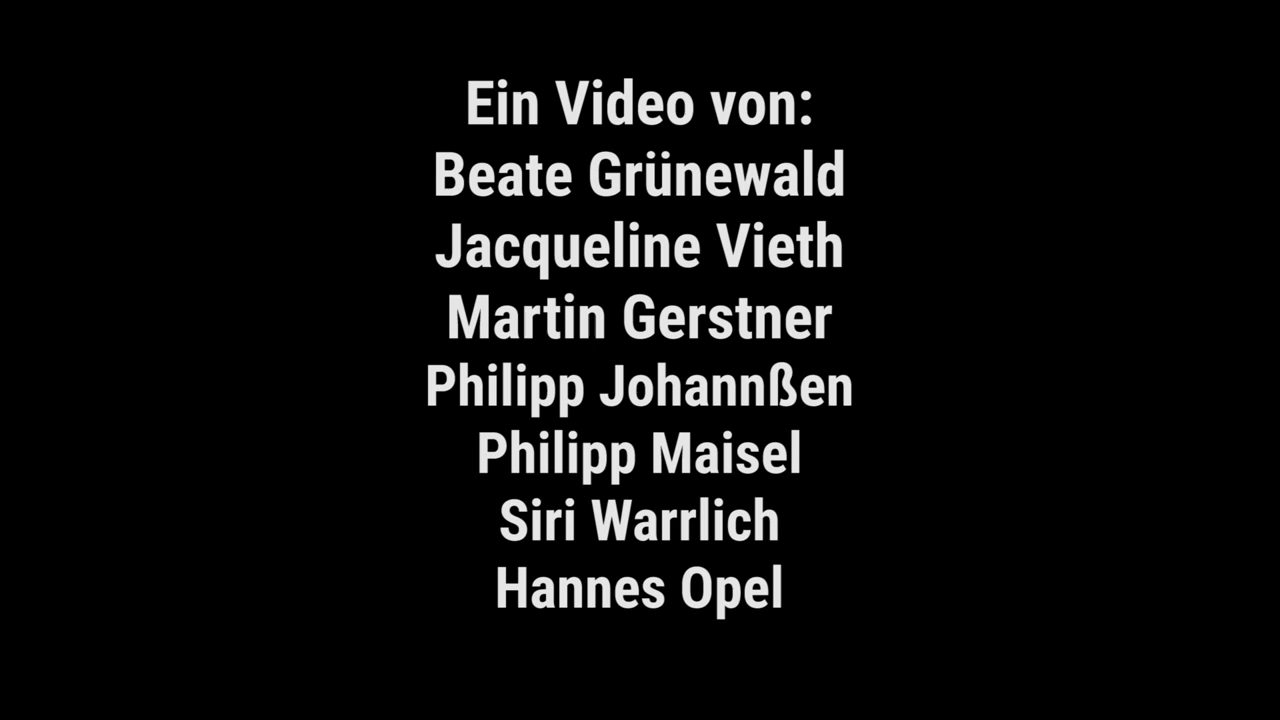 Ein Video von:
Beate Grünewald
Jacqueline Vieth
Martin Gerstner
Philipp Johannßen
Philipp Maisel
Siri Warrlich
Hannes Opel